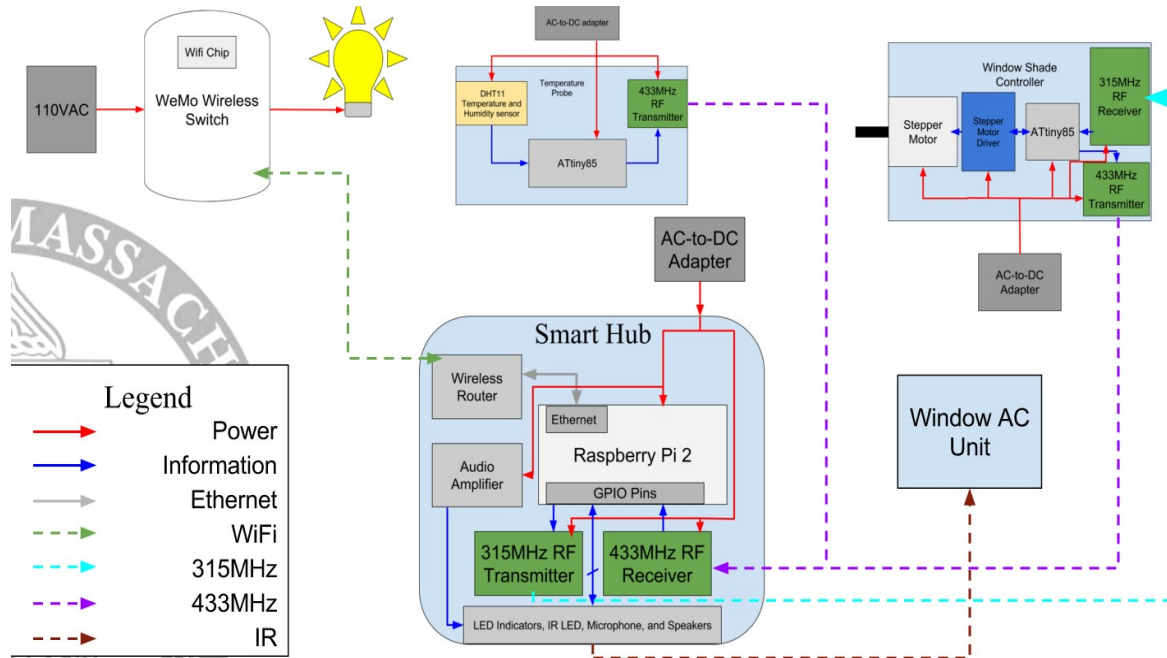 110VAC
Wifi Chip
WeMo Wireless
Switch
AC-to-DC adapter
DHT11
Temperature and
Humidity sensor
Temperature
Probe
433MHz
RF
Transmitter
ATtiny85
Window Shade
Controller
315MHz
RF
Receiver
Stepper
Motor
Stepper
Motor
Driver
ATtiny85
433MHz
RF
Transmitter
AC-to-DC
Adapter
AC-to-DC
Adapter
Smart Hub
Wireless
Router
Ethernet
Raspberry Pi 2
GPIO Pins
Audio
Amplifier
315MHz RF
Transmitter
433MHz RF
Receiver
LED Indicators, IR LED, Microphone, and Speakers
Window AC
Unit
MASSACH
Legend
Power
Information
Ethernet
WiFi
315MHz
433MHz
IR